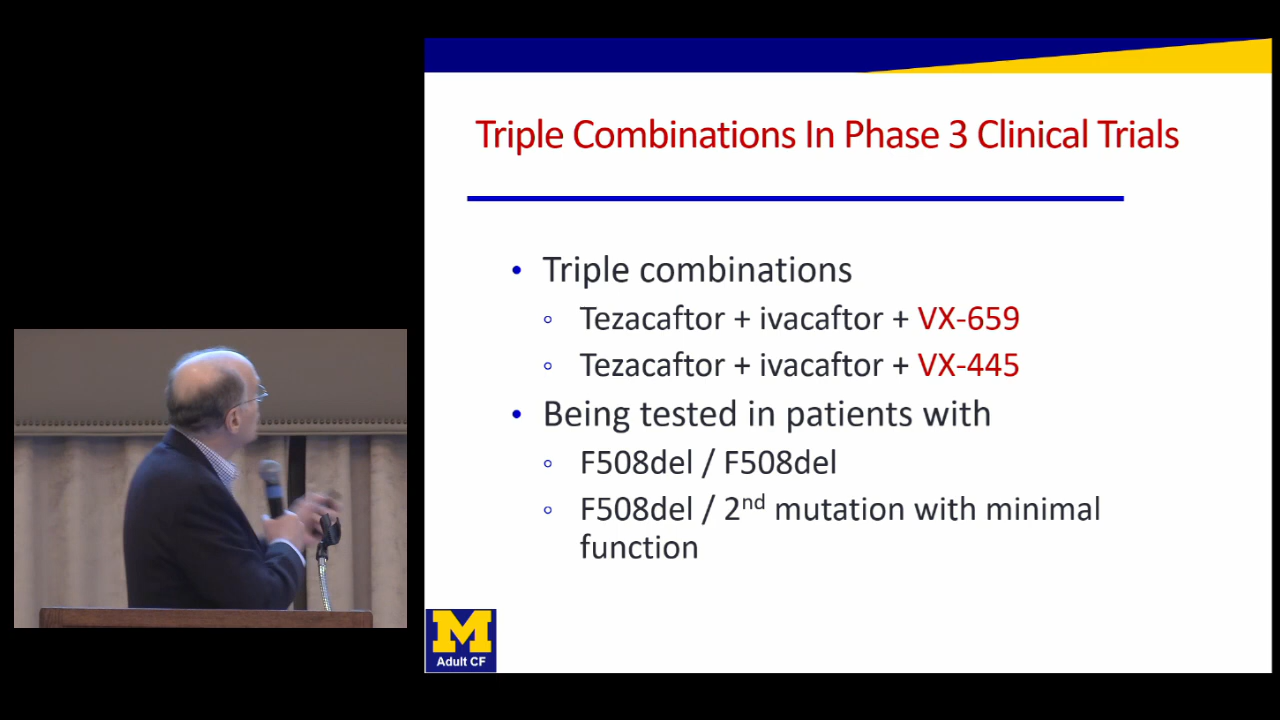 Triple Combinations In Phase 3 Clinical Trials
• Triple combinations
◦ Tezacaftor + ivacaftor + VX-659
◦ Tezacaftor + ivacaftor + VX-445
• Being tested in patients with
◦ F508del / F508del
◦ F508del / 2nd mutation with minimal
function
M
Adult CF